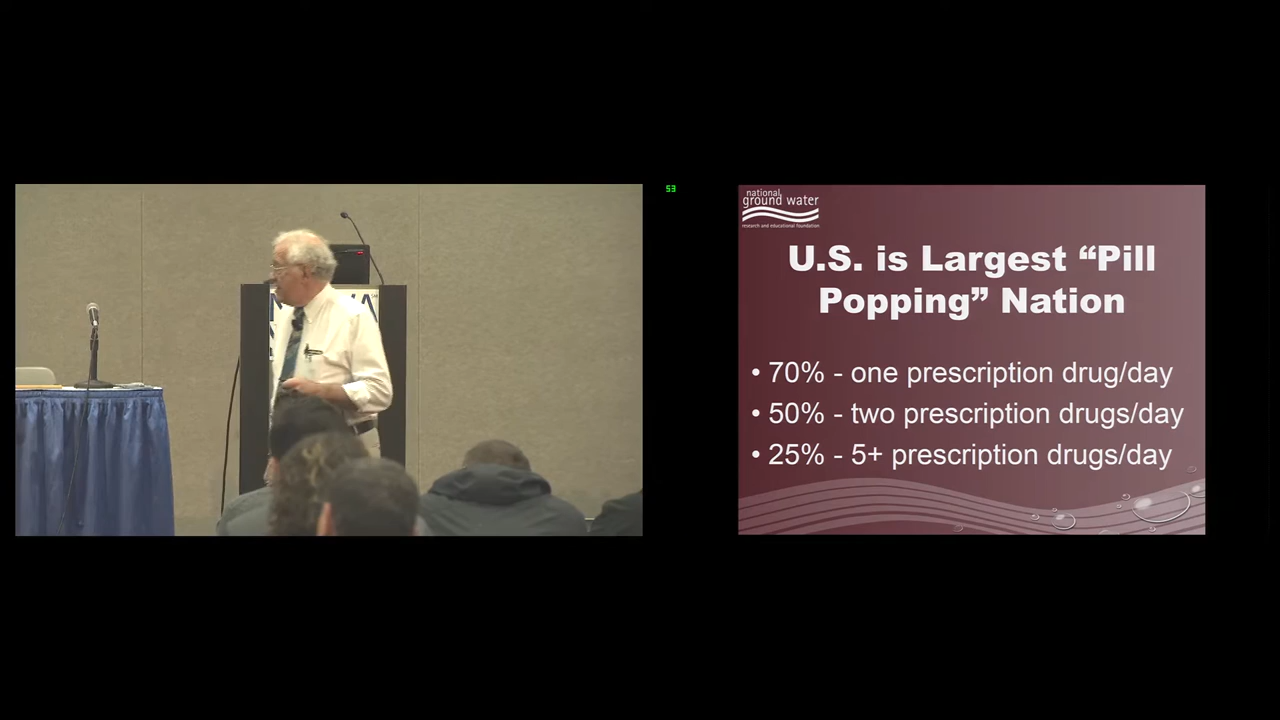 53
national
ground water
research and educational foundation
U.S. is Largest “Pill
Popping” Nation
• 70% - one prescription drug/day
• 50% - two prescription drugs/day
• 25% - 5+ prescription drugs/day